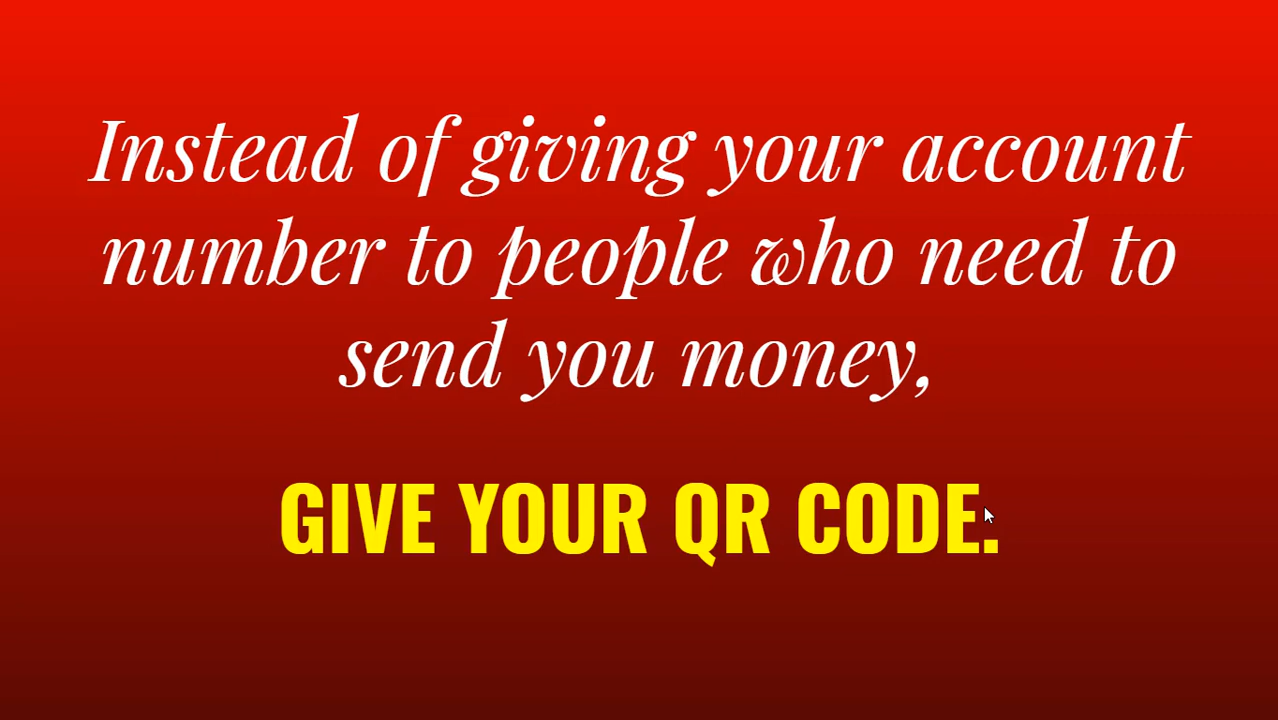 Instead of giving your account
number to people who need to
send you money,
GIVE YOUR QR CODE.